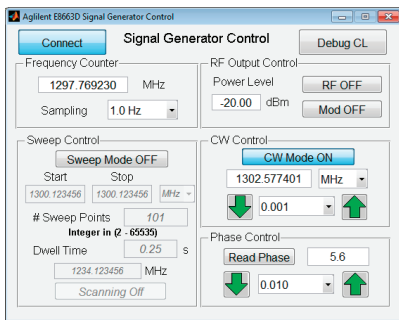 Agilent E8663D Signal Generator Control
Connect Signal Generator Control Debug CL
Frequency Counter
1297.769230 MHz
Sampling 1.0 Hz
RF Output Control
Power Level RF OFF
-20.00 dBm Mod OFF
Sweep Control
Sweep Mode OFF
Start Stop
1300.123456 1300.123456 MHz
# Sweep Points 101
Integer in (2 - 65535)
Dwell Time 0.25 s
1234.123456 MHz
Scanning Off
CW Control
CW Mode ON
1302.577401 MHz
0.001
Phase Control
Read Phase 5.6
0.010